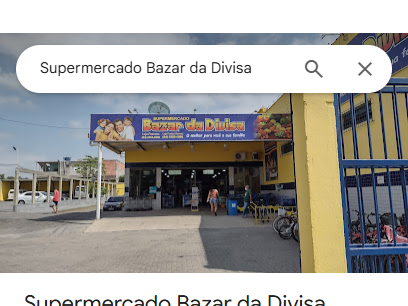 Supermercado Bazar da Divisa
SUPERMERCADO
Bazar da Divisa
O melhor para você e sua família
Supermercado Bazar da Divisa